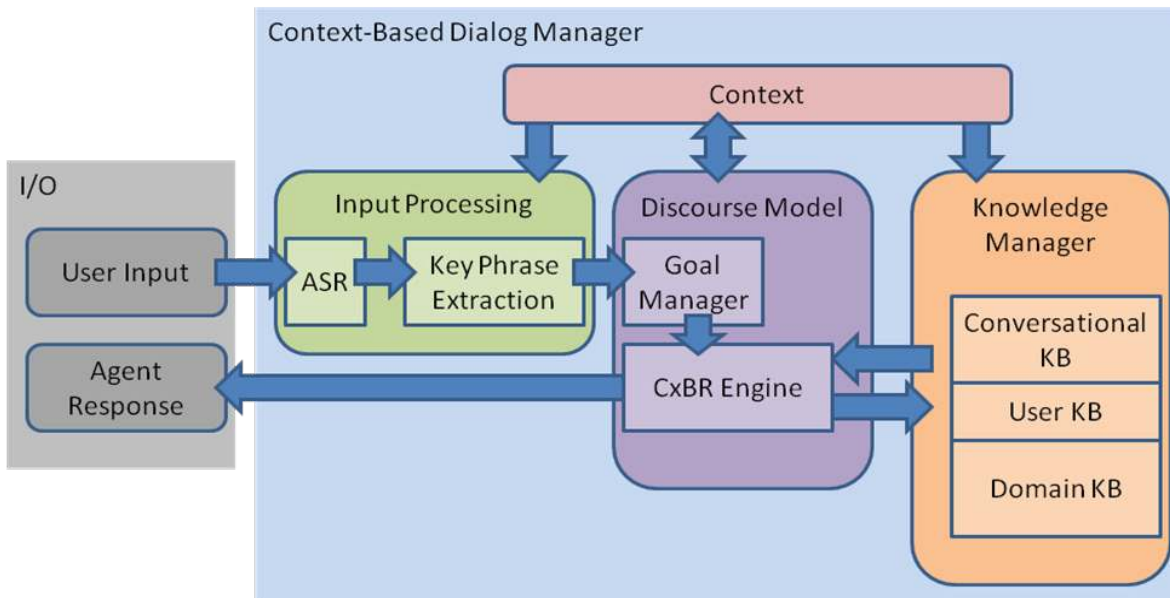 Context-Based Dialog Manager
Context
I/O
User Input
Agent
Response
Input Processing
ASR
Key Phrase
Extraction
Discourse Model
Goal
Manager
CxBR Engine
Knowledge
Manager
Conversational
KB
User KB
Domain KB